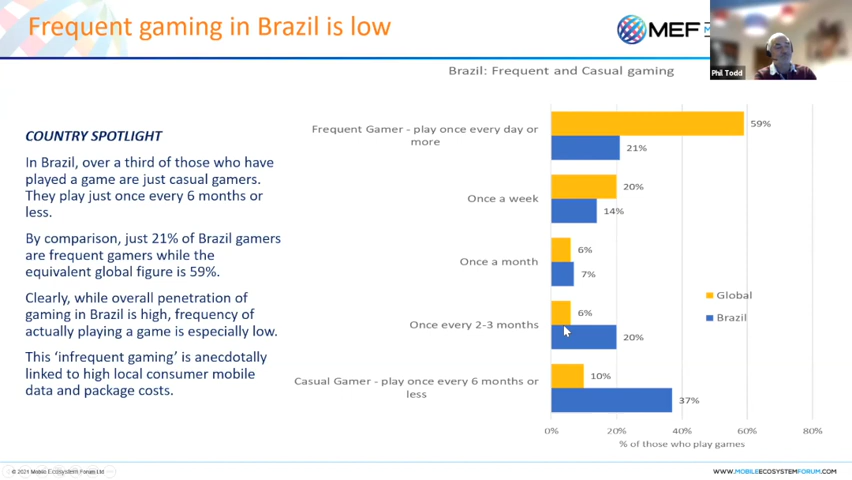 Frequent gaming in Brazil is low
MEF
Phil Todd
Brazil: Frequent and Casual gaming
COUNTRY SPOTLIGHT
In Brazil, over a third of those who have
played a game are just casual gamers.
They play just once every 6 months or
less.
By comparison, just 21% of Brazil gamers
are frequent gamers while the
equivalent global figure is 59%.
Clearly, while overall penetration of
gaming in Brazil is high, frequency of
actually playing a game is especially low.
This ‘infrequent gaming’ is anecdotally
linked to high local consumer mobile
data and package costs.
Frequent Gamer - play once every day or
more
59%
21%
Once a week
20%
14%
Once a month
6%
7%
Once every 2-3 months
6%
20%
Casual Gamer - play once every 6 months or
less
10%
37%
Global
Brazil
0% 20% 40% 60% 80%
% of those who play games
© 2021 Mobile Ecosystem Forum Ltd
WWW.MOBILEECOSYSTEMFORUM.COM